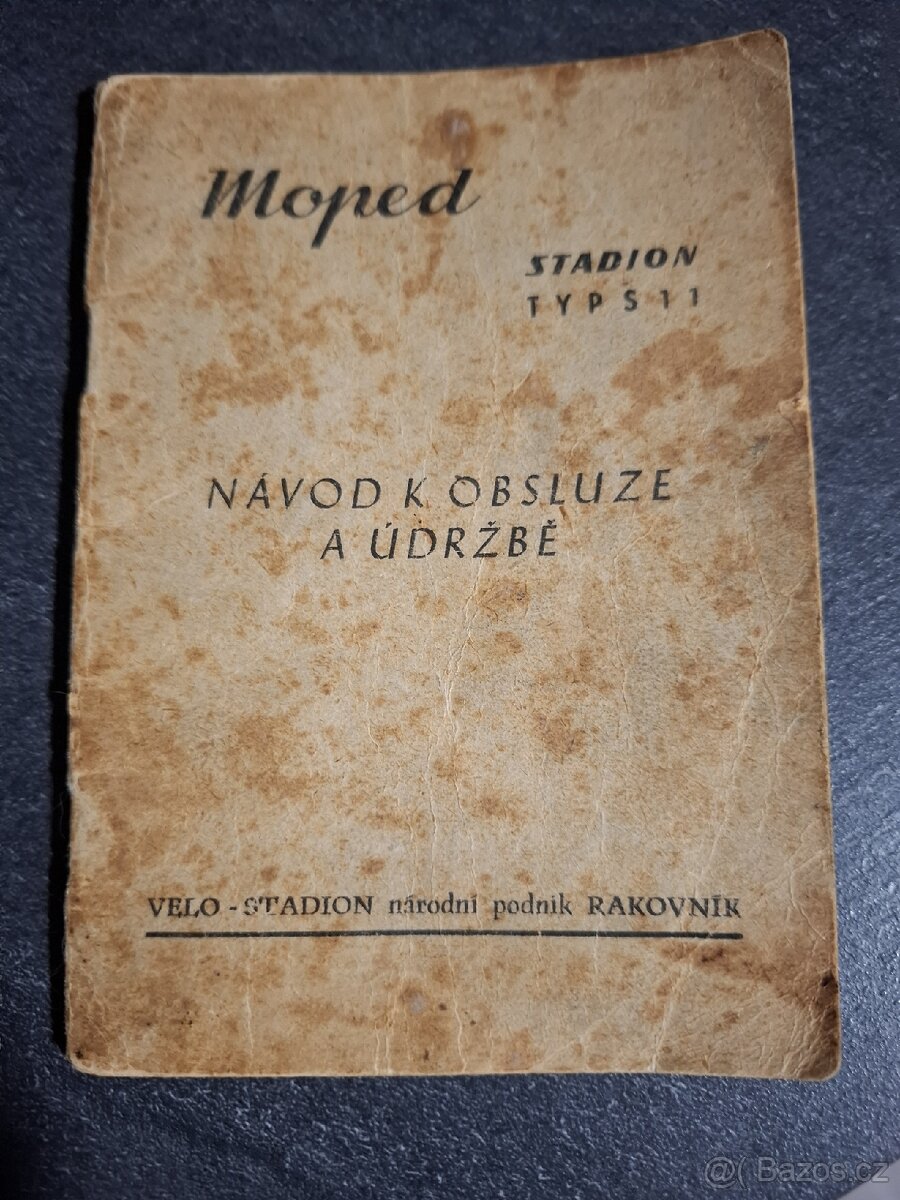 Moped
STADION
TYP S 11
NÁVOD K OBSLUZE
A ÚDRŽBĚ
VELO - STADION národní podnik RAKOVNÍK
@( Bazos.cz